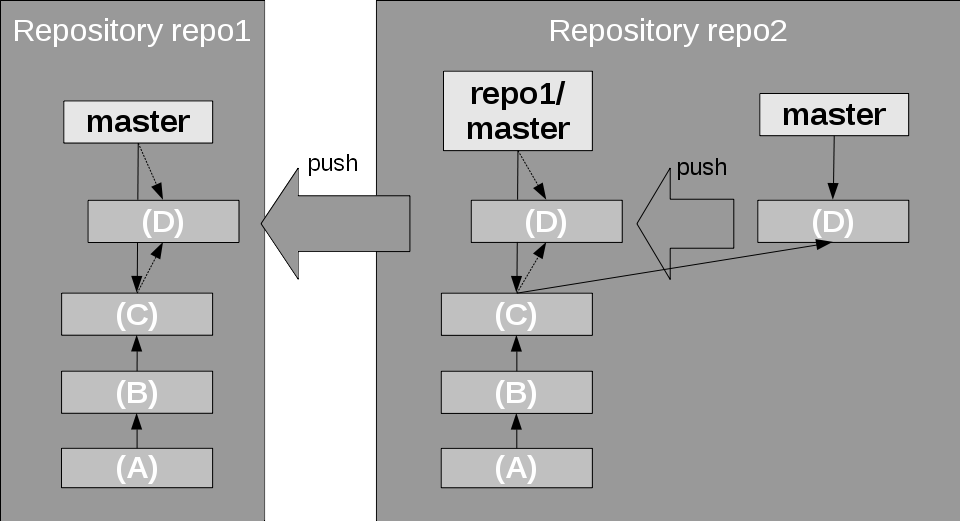 Repository repo1
master
push
(D)
(C)
(B)
(A)
Repository repo2
repo1/
master
master
push
(D)
(D)
(C)
(B)
(A)